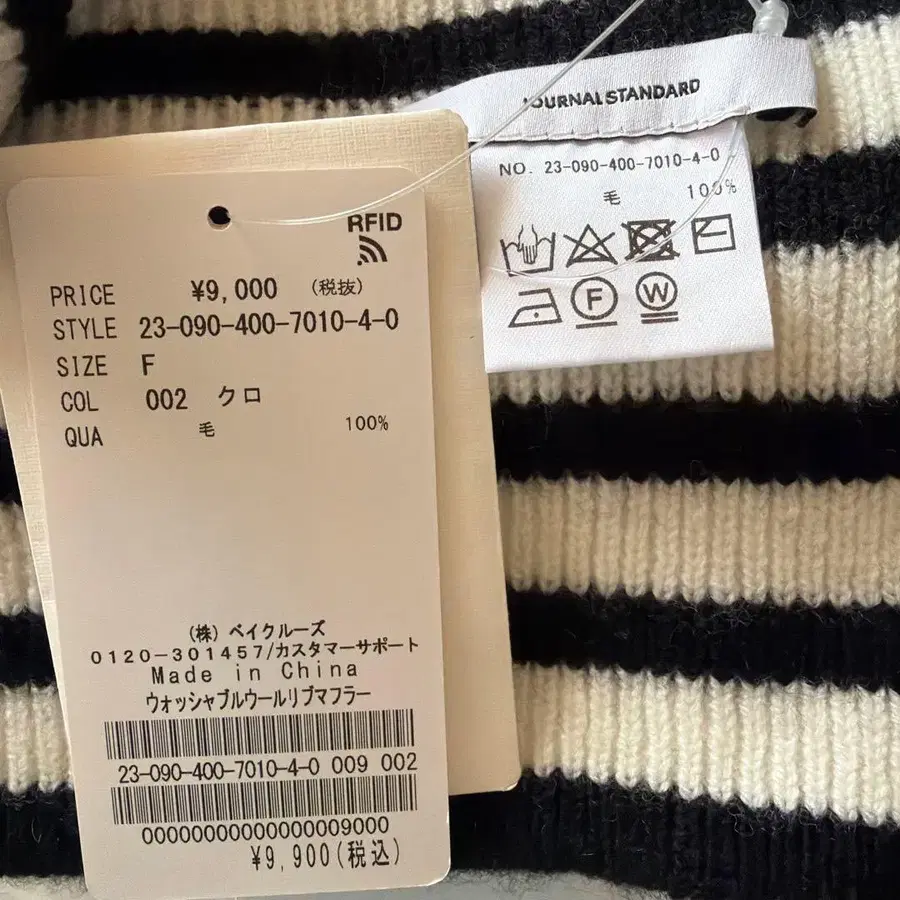 JOURNAL STANDARD
NO. 23-090-400-7010-4-0
毛 100%
F W
RFID
PRICE ¥9,000 (税抜)
STYLE 23-090-400-7010-4-0
SIZE F
COL 002 クロ
QUA 毛 100%
(株) ベイクルーズ
0120-301457/カスタマーサポート
Made in China
ウォッシャブルウールリブマフラー
23-090-400-7010-4-0 009 002
00000000000000009000
¥9,900(税込)